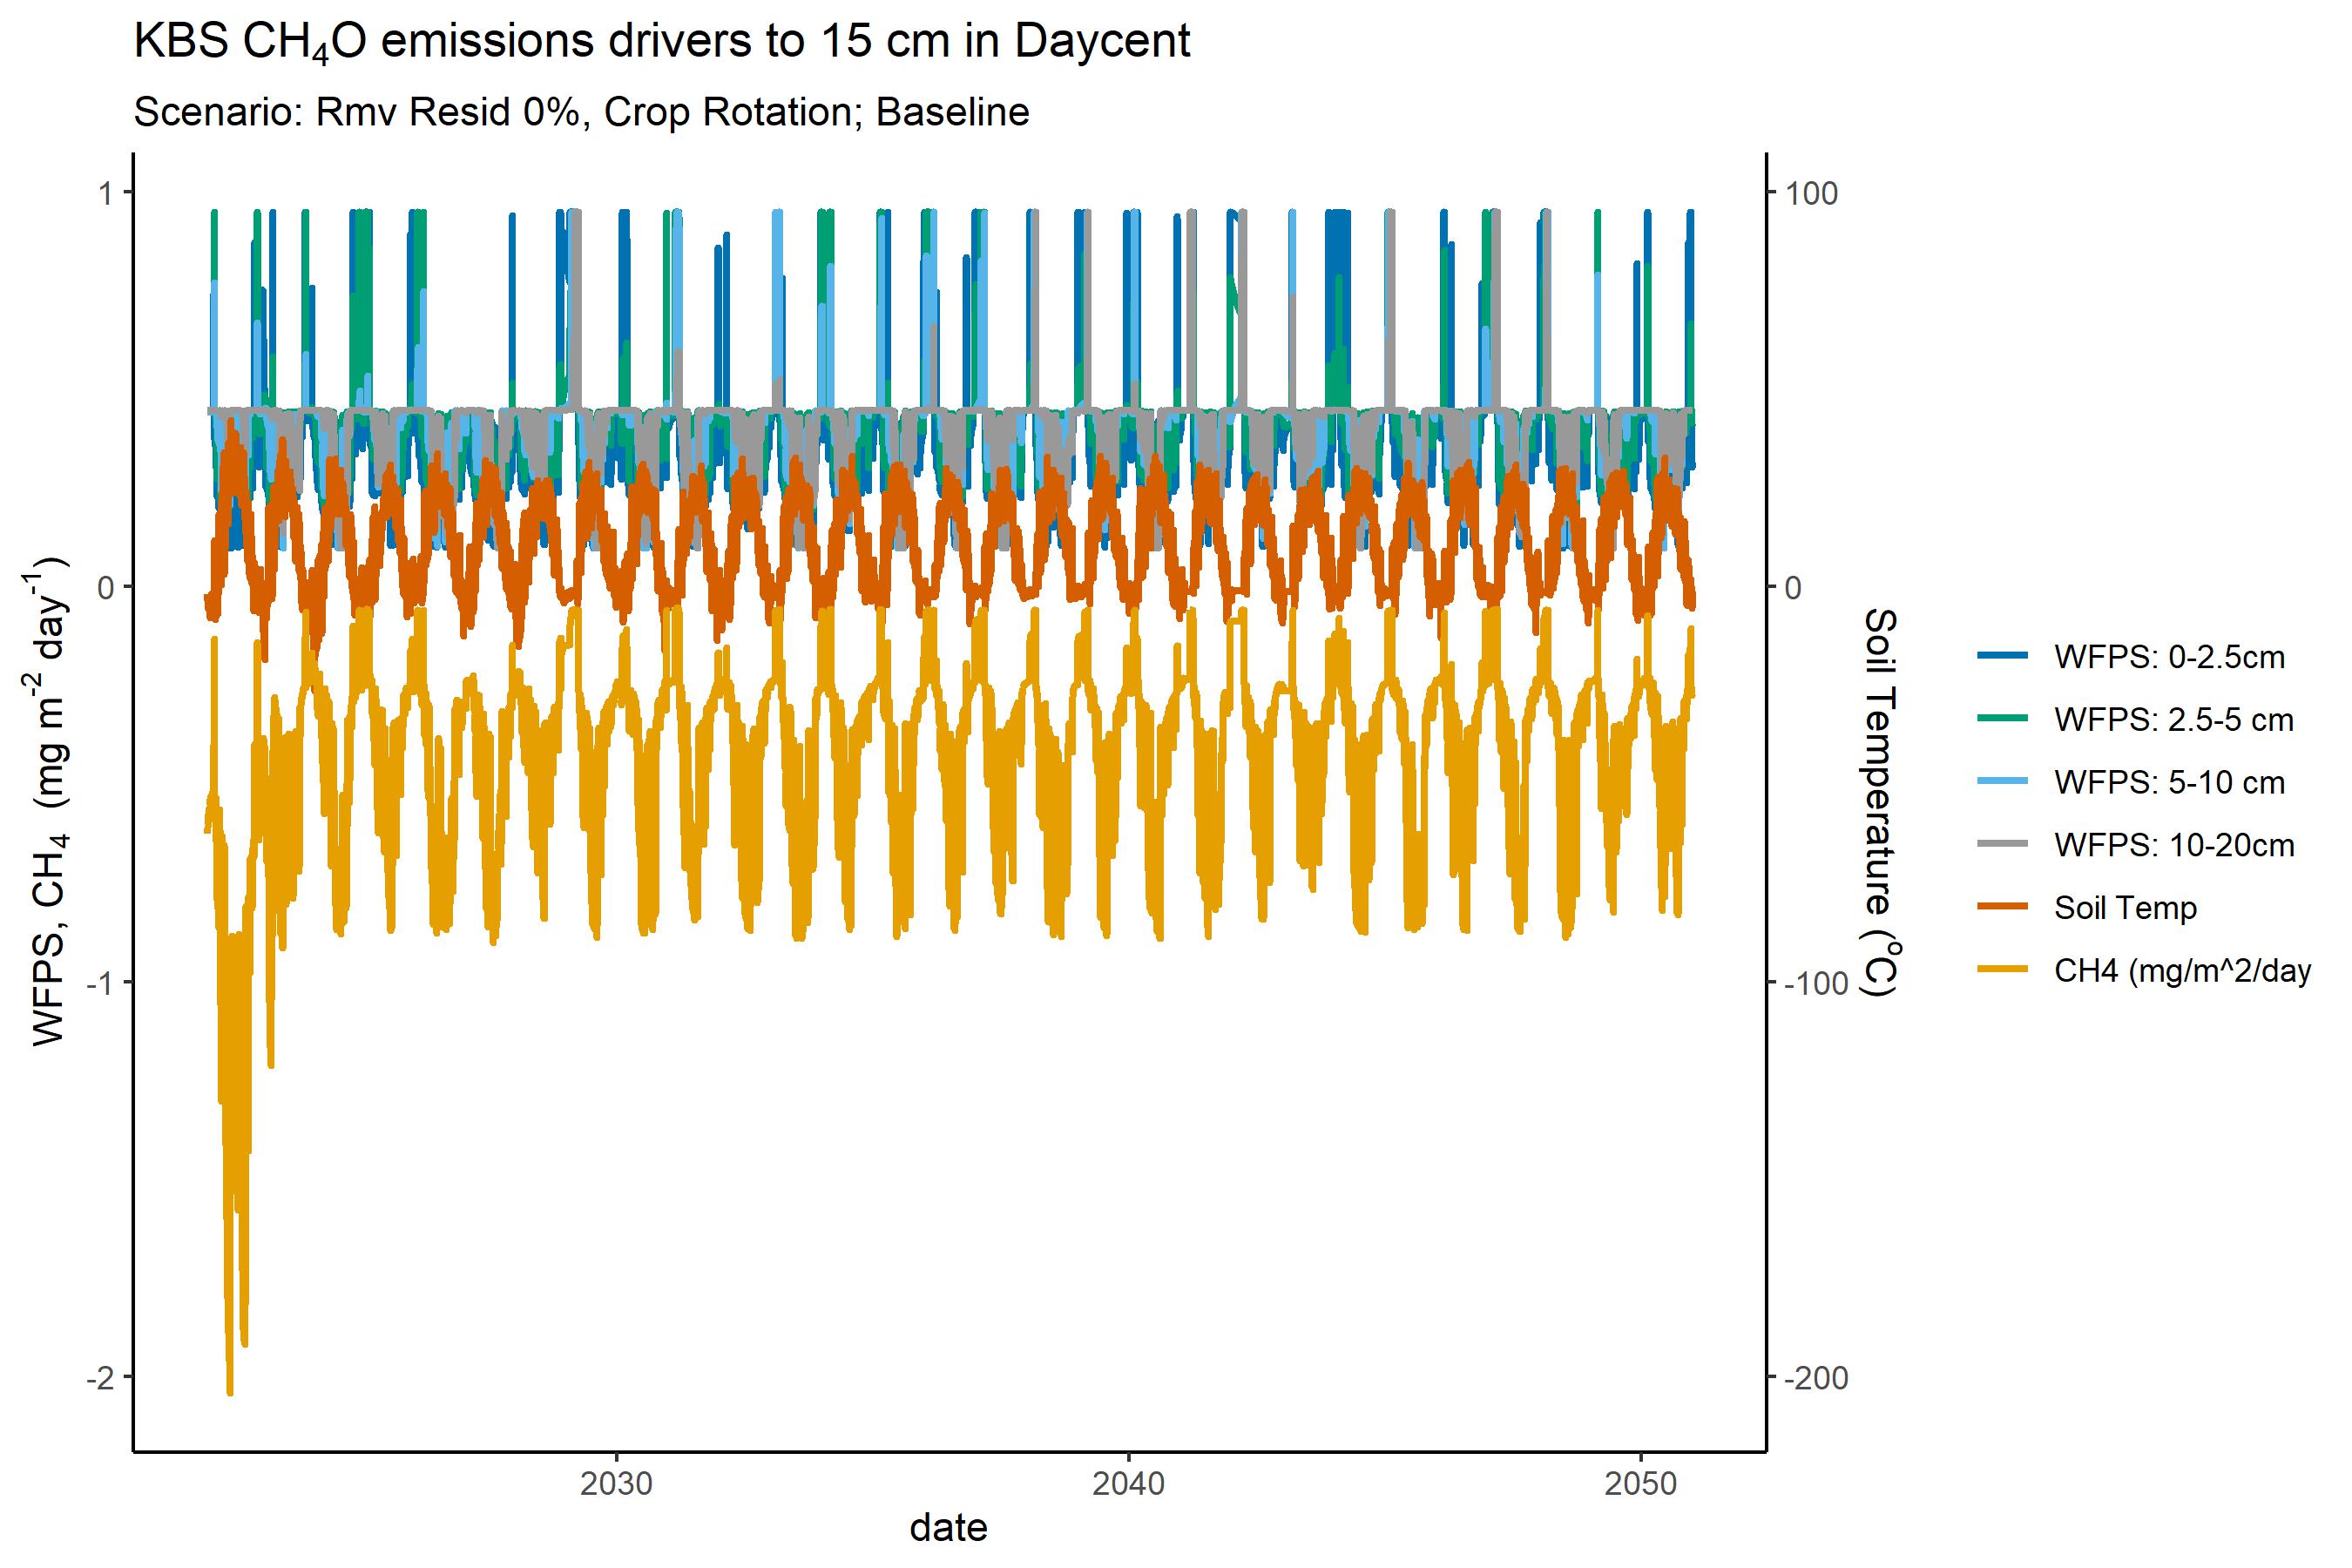 KBS CH₄O emissions drivers to 15 cm in Daycent
Scenario: Rmv Resid 0%, Crop Rotation; Baseline
WFPS, CH₄  (mg m⁻² day⁻¹)
1
0
-1
-2
100
0
-100
-200
Soil Temperature (ºC)
2030
2040
2050
date
WFPS: 0-2.5cm
WFPS: 2.5-5 cm
WFPS: 5-10 cm
WFPS: 10-20cm
Soil Temp
CH4 (mg/m^2/day